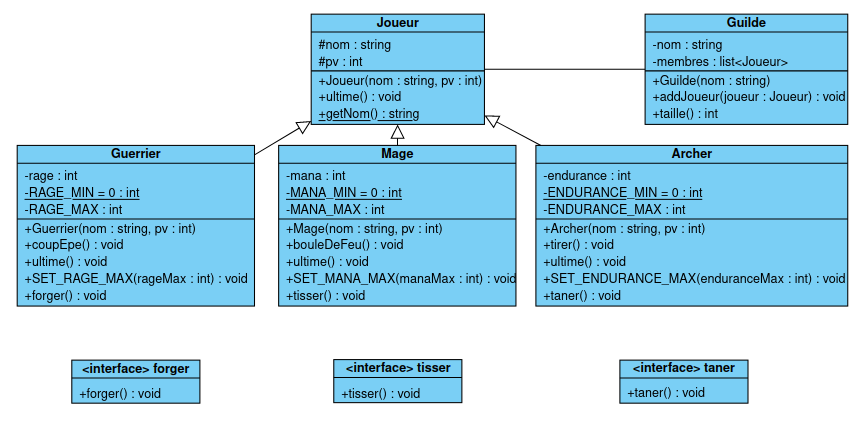 Joueur
#nom : string
#pv : int
+Joueur(nom : string, pv : int)
+ultime() : void
+getNom() : string
Guilde
-nom : string
-membres : list<Joueur>
+Guilde(nom : string)
+addJoueur(joueur : Joueur) : void
+taille() : int
Guerrier
-rage : int
-RAGE_MIN = 0 : int
-RAGE_MAX : int
+Guerrier(nom : string, pv : int)
+coupEpe() : void
+ultime() : void
+SET_RAGE_MAX(rageMax : int) : void
+forger() : void
Mage
-mana : int
-MANA_MIN = 0 : int
-MANA_MAX : int
+Mage(nom : string, pv : int)
+bouleDeFeu() : void
+ultime() : void
+SET_MANA_MAX(manaMax : int) : void
+tisser() : void
Archer
-endurance : int
-ENDURANCE_MIN = 0 : int
-ENDURANCE_MAX : int
+Archer(nom : string, pv : int)
+tirer() : void
+ultime() : void
+SET_ENDURANCE_MAX(enduranceMax : int) : void
+taner() : void
<interface> forger
+forger() : void
<interface> tisser
+tisser() : void
<interface> taner
+taner() : void